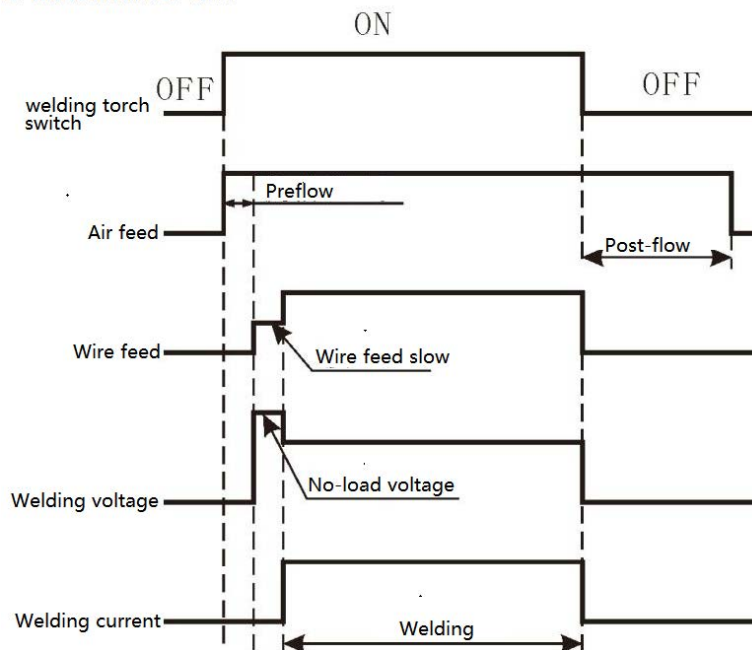 ON
OFF
OFF
welding torch
switch
Preflow
Air feed
Post-flow
Wire feed
Wire feed slow
No-load voltage
Welding voltage
Welding current
Welding